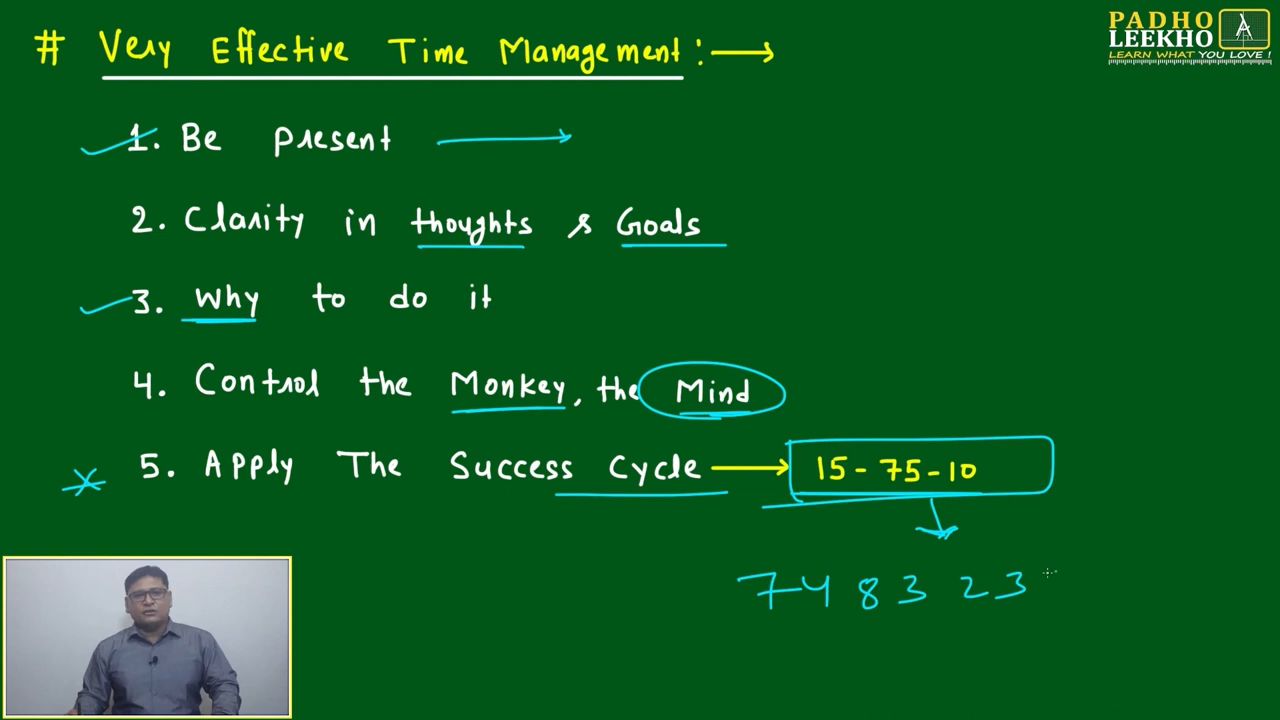 # Very Effective Time Management: →
PADHO
LEEKHO
LEARN WHAT YOU LOVE !
1. Be present →
2. Clarity in thoughts & Goals
3. Why to do it
4. Control the Monkey, the Mind
5. Apply The Success Cycle → 15-75-10
748323